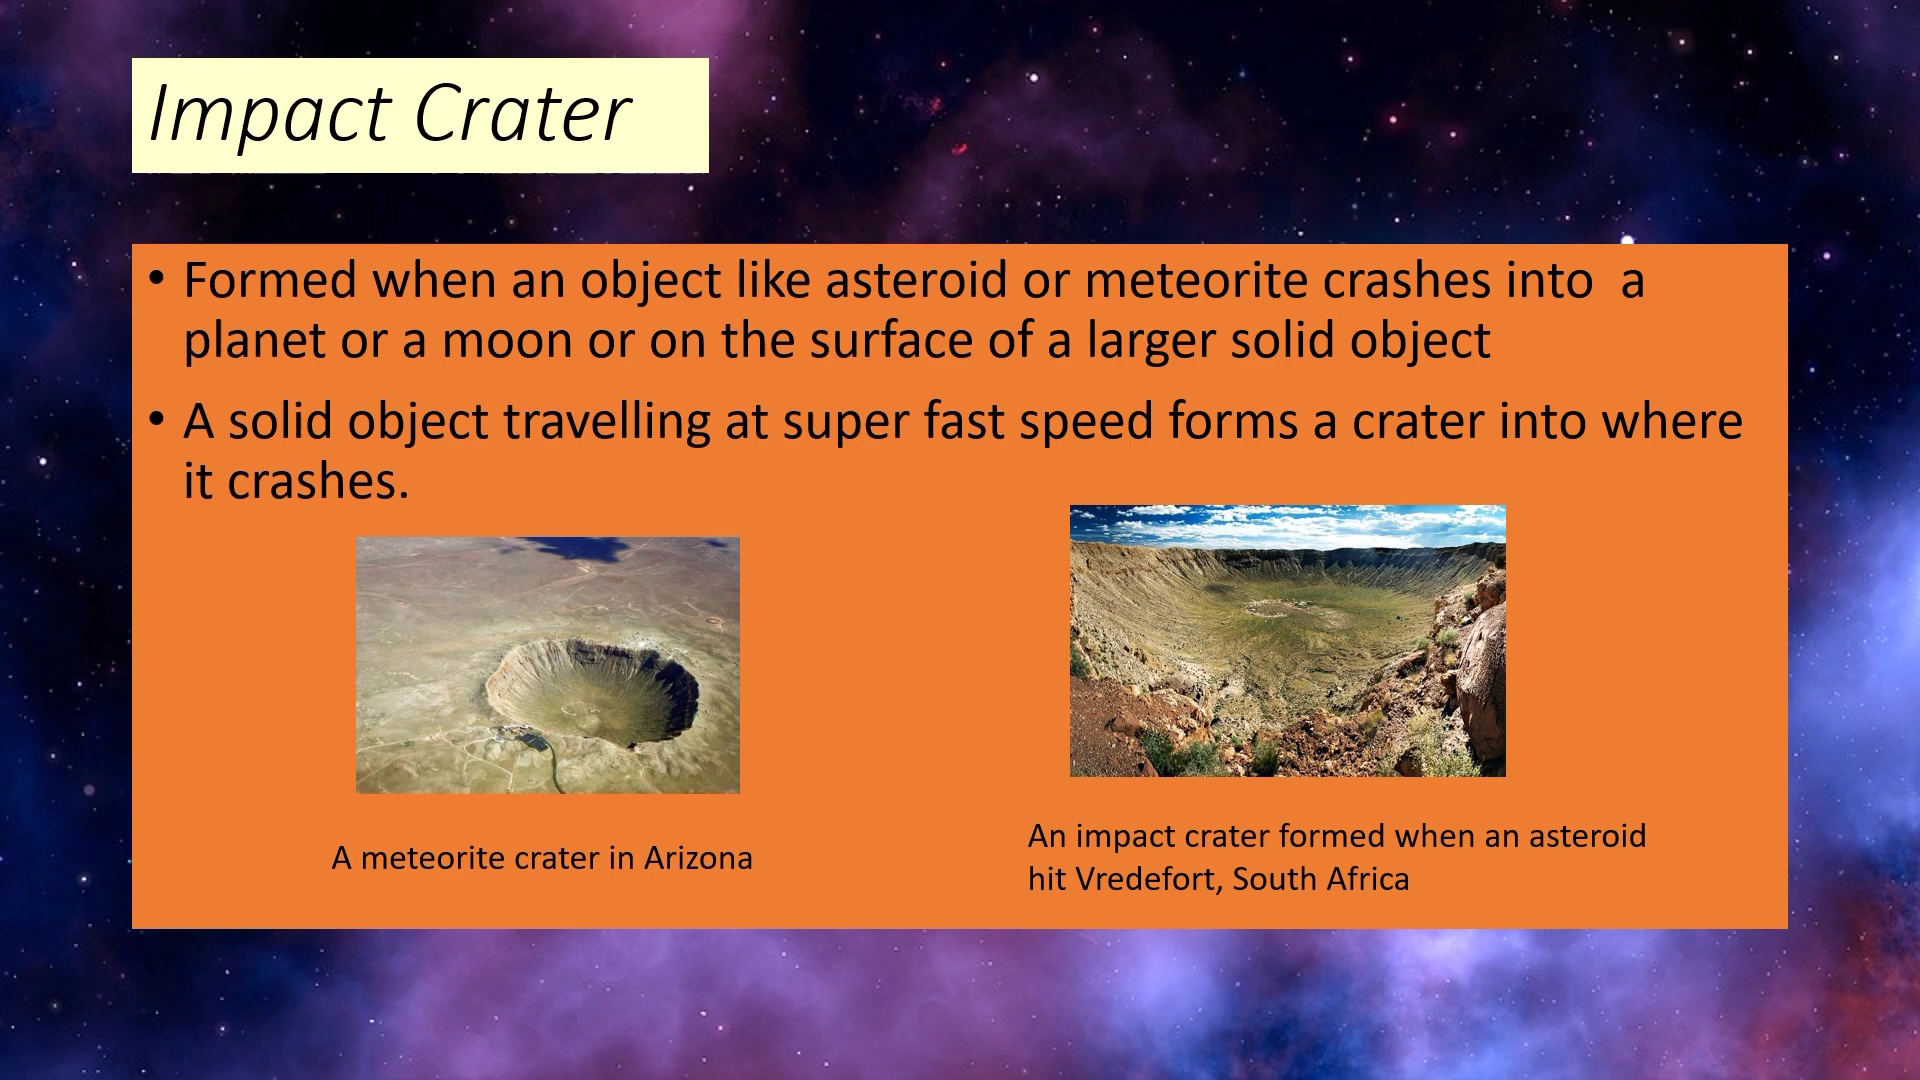 Impact Crater
• Formed when an object like asteroid or meteorite crashes into  a
planet or a moon or on the surface of a larger solid object
• A solid object travelling at super fast speed forms a crater into where
it crashes.
A meteorite crater in Arizona
An impact crater formed when an asteroid
hit Vredefort, South Africa